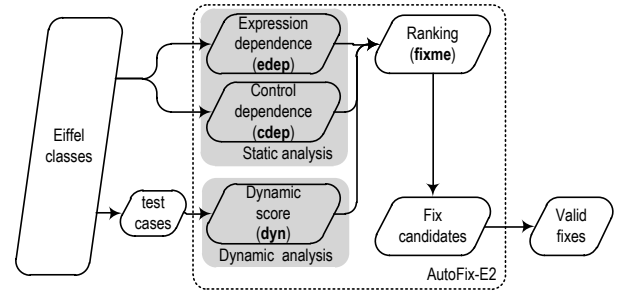 Eiffel
classes
test
cases
Expression
dependence
(edep)
Control
dependence
(cdep)
Static analysis
Dynamic
score
(dyn)
Dynamic analysis
Ranking
(fixme)
Fix
candidates
AutoFix-E2
Valid
fixes